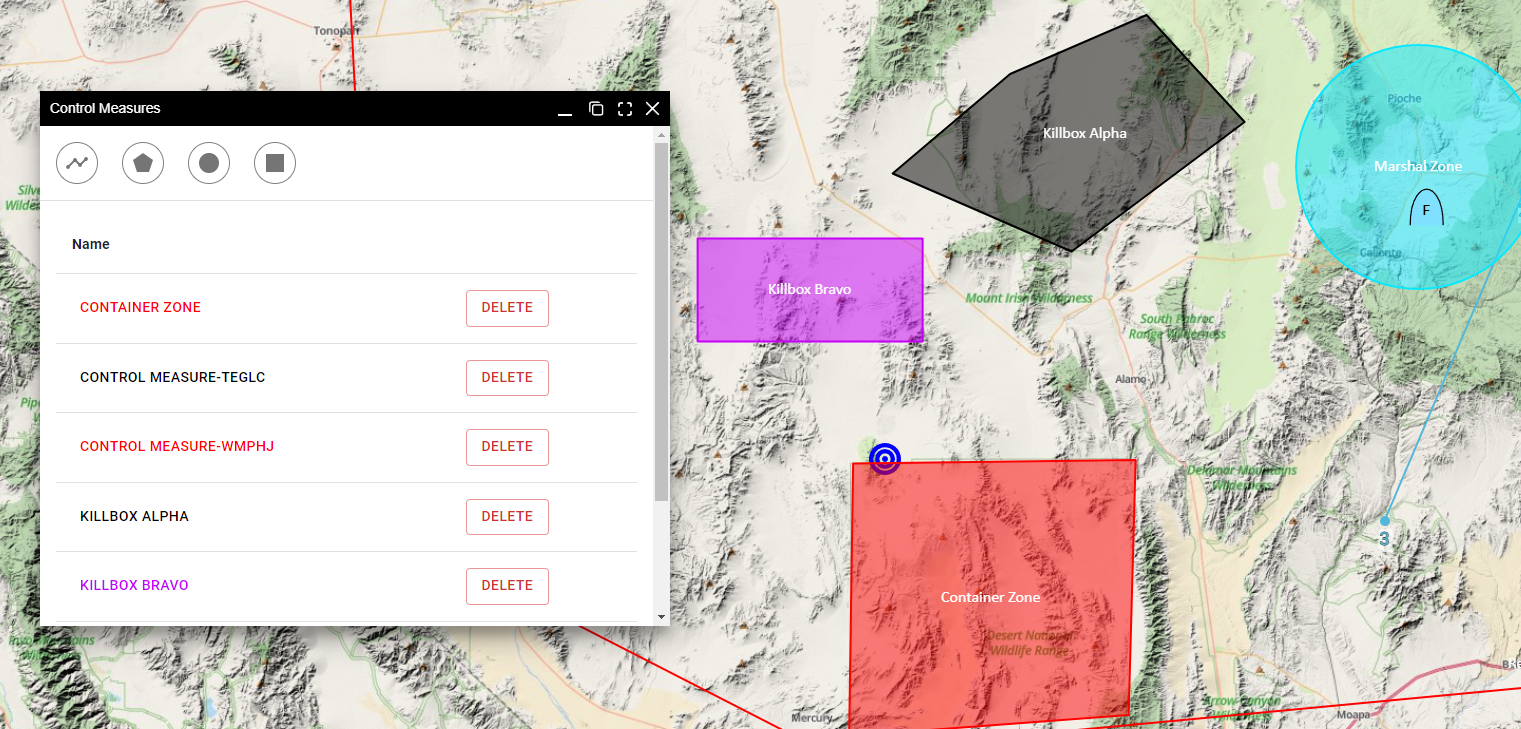 Tonopah
Control Measures
Name
CONTAINER ZONE
DELETE
CONTROL MEASURE-TEGLC
DELETE
CONTROL MEASURE-WMPHJ
DELETE
KILLBOX ALPHA
DELETE
KILLBOX BRAVO
DELETE
Killbox Alpha
Pioche
Marshal Zone
F
Caliente
Killbox Bravo
Mount Irish Wilderness
South Pahroc
Range Wilderness
Alamo
Delamar Mountains
Wilderness
3
Container Zone
Desert National
Wildlife Range
Mercury
Arrow Canyon
Wilderness
Moapa